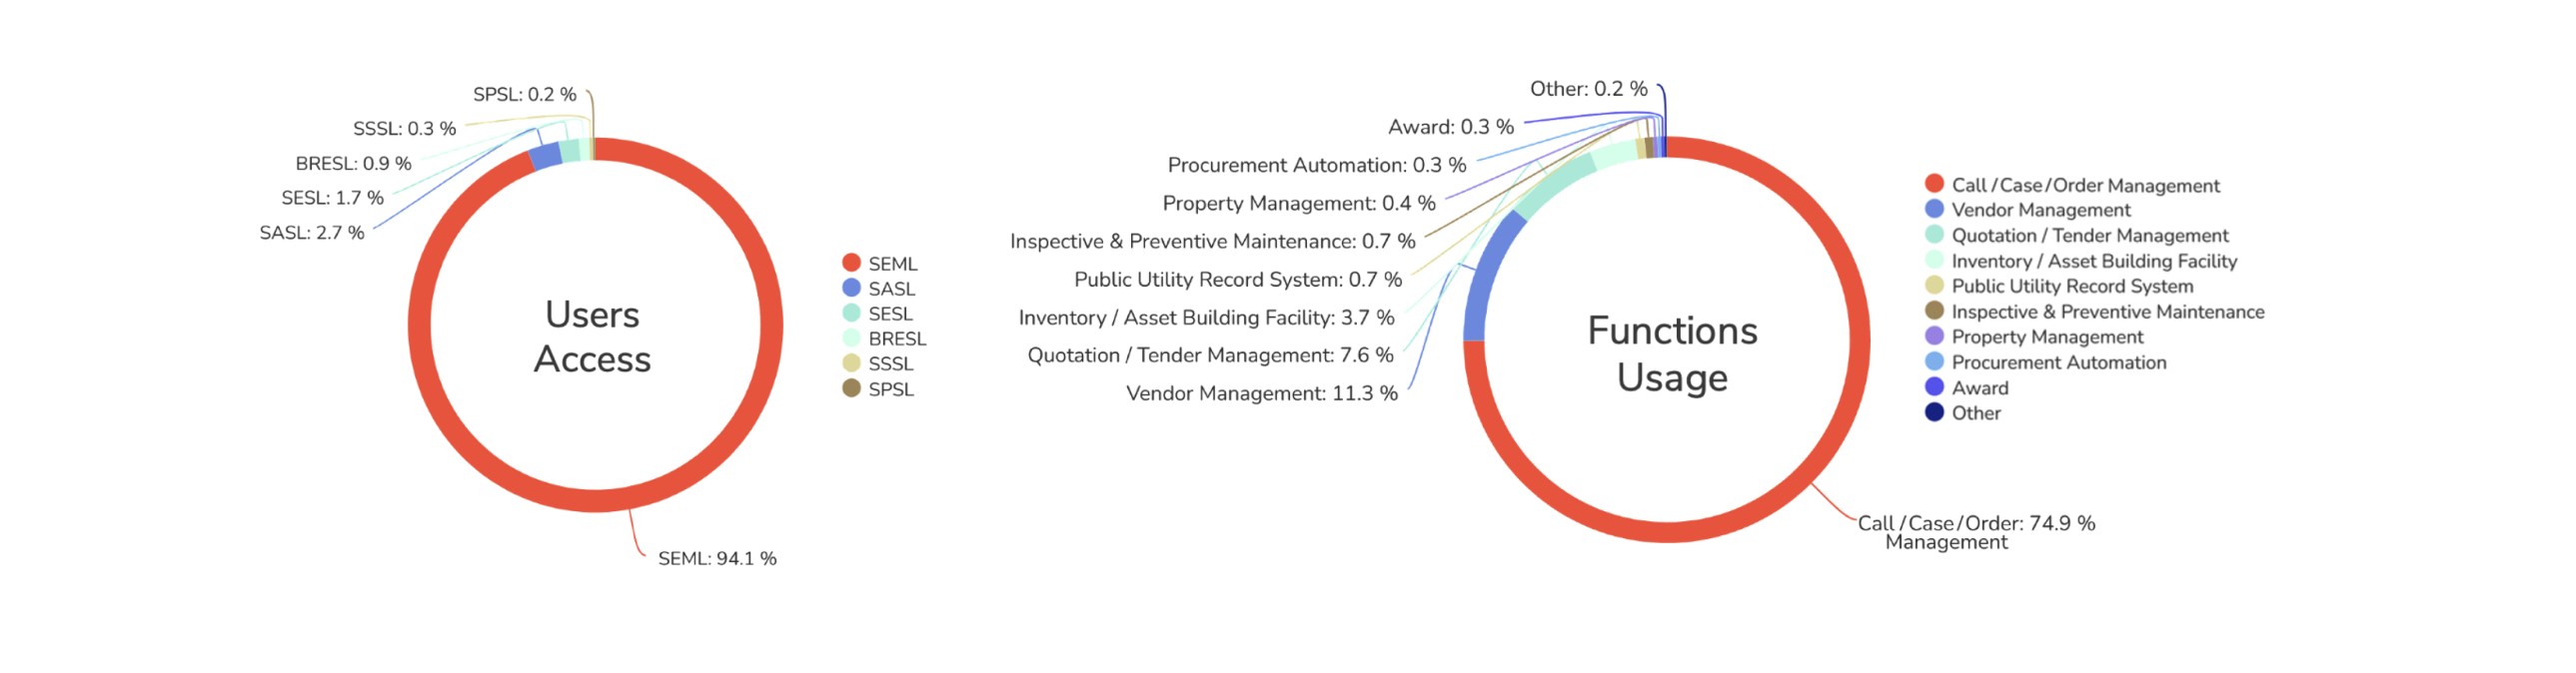 SPSL: 0.2 %
SSSL: 0.3 %
BRESL: 0.9 %
SESL: 1.7 %
SASL: 2.7 %
Users
Access
SEML: 94.1 %
SEML
SASL
SESL
BRESL
SSSL
SPSL
Other: 0.2 %
Award: 0.3 %
Procurement Automation: 0.3 %
Property Management: 0.4 %
Inspective & Preventive Maintenance: 0.7 %
Public Utility Record System: 0.7 %
Inventory / Asset Building Facility: 3.7 %
Quotation / Tender Management: 7.6 %
Vendor Management: 11.3 %
Functions
Usage
Call / Case / Order: 74.9 %
Management
Call / Case / Order Management
Vendor Management
Quotation / Tender Management
Inventory / Asset Building Facility
Public Utility Record System
Inspective & Preventive Maintenance
Property Management
Procurement Automation
Award
Other